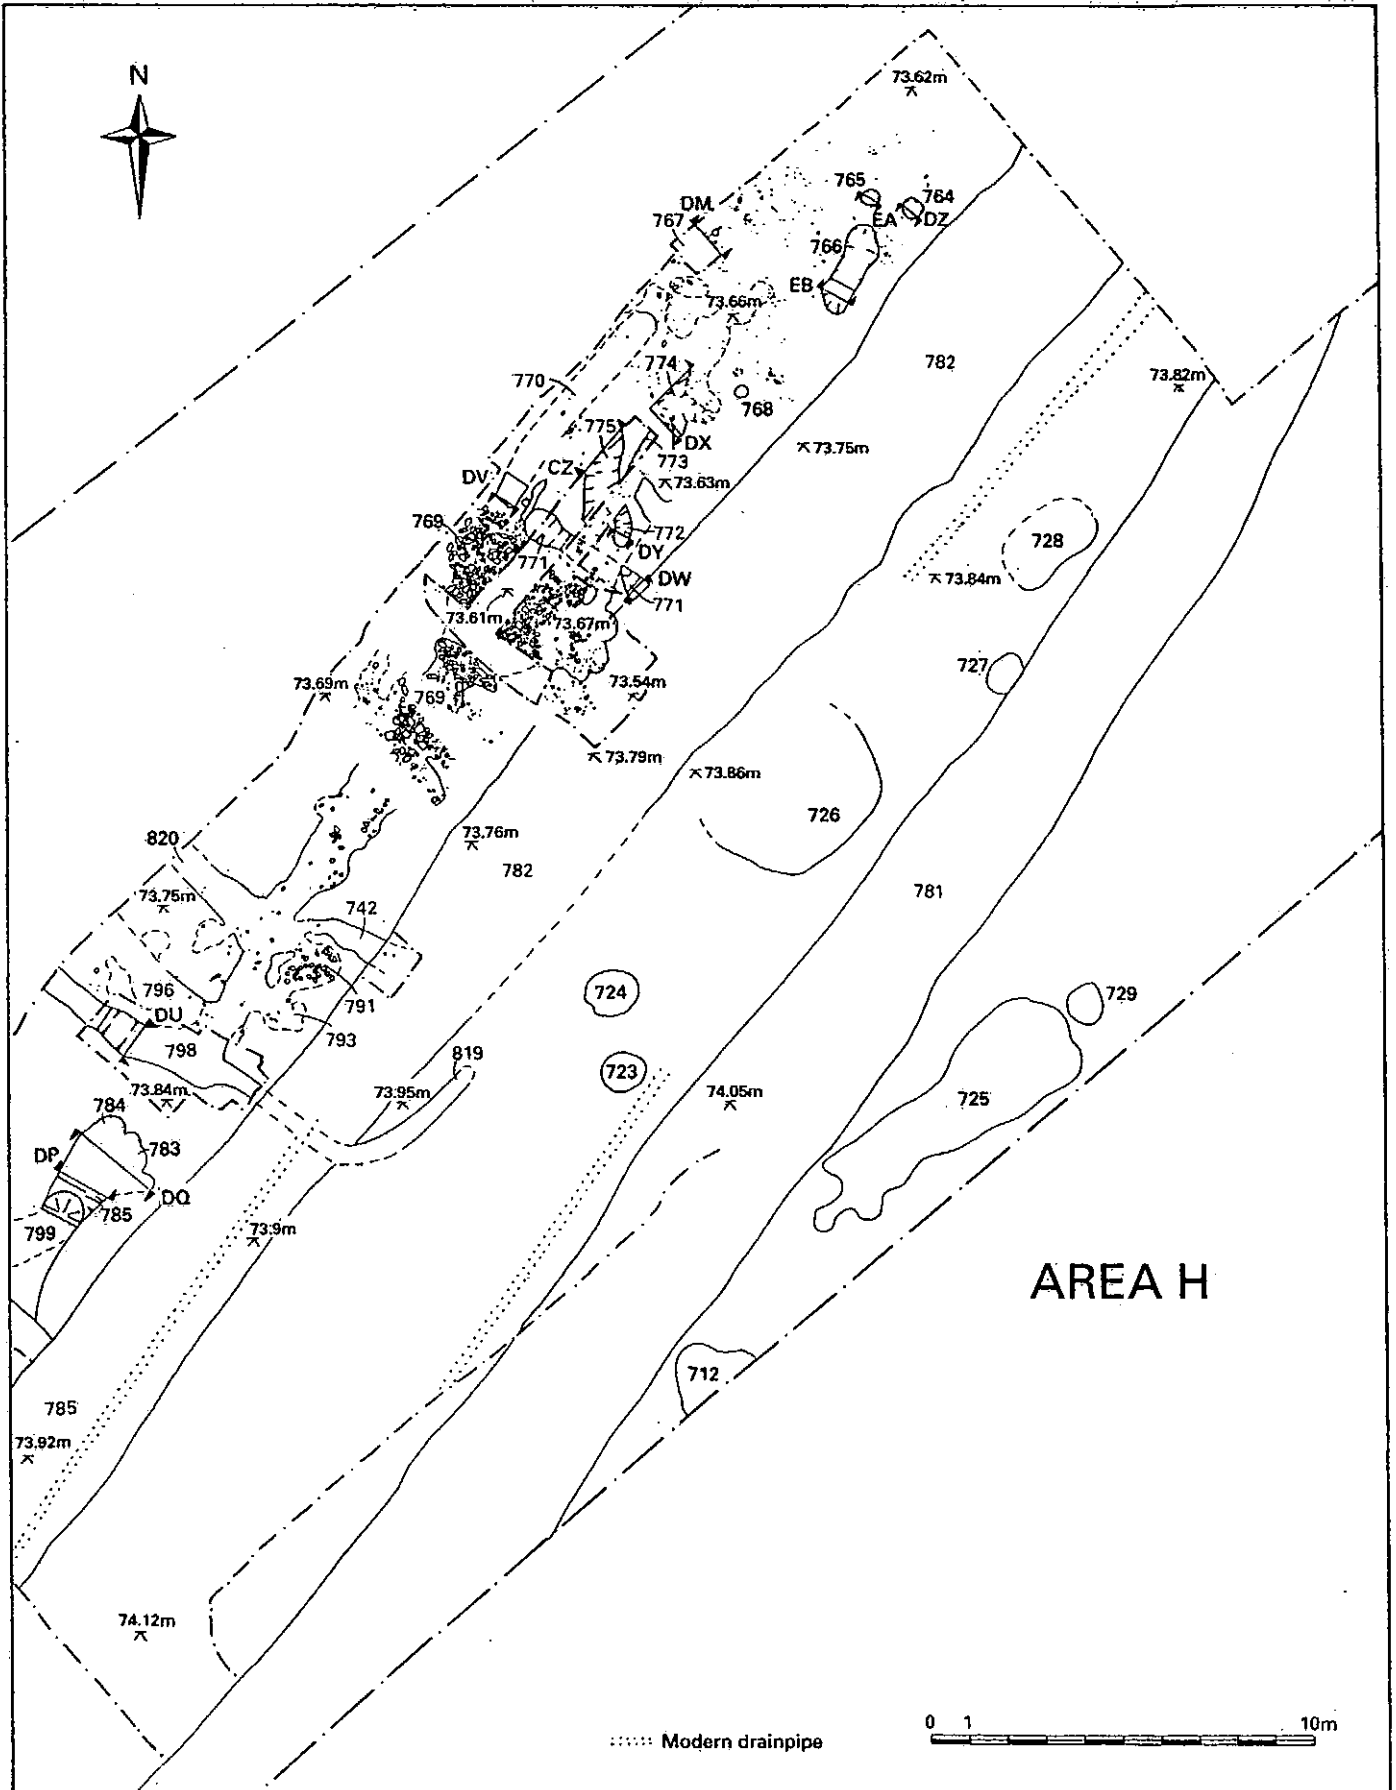 N
73.62m
765
764
DM
767
EA
DZ
766
EB
73.66m
782
774
73.82m
770
768
775
DX
73.75m
CZ
773
DV
73.63m
769
772
728
DY
771
DW
73.84m
771
73.61m
73.67m
727
73.69m
769
73.54m
73.79m
73.86m
726
820
73.76m
782
781
73.75m
742
796
791
724
729
DU
793
798
819
723
73.84m
73.95m
74.05m
725
784
783
DP
DQ
785
799
73.9m
AREA H
712
785
73.92m
74.12m
0 1 10m
Modern drainpipe